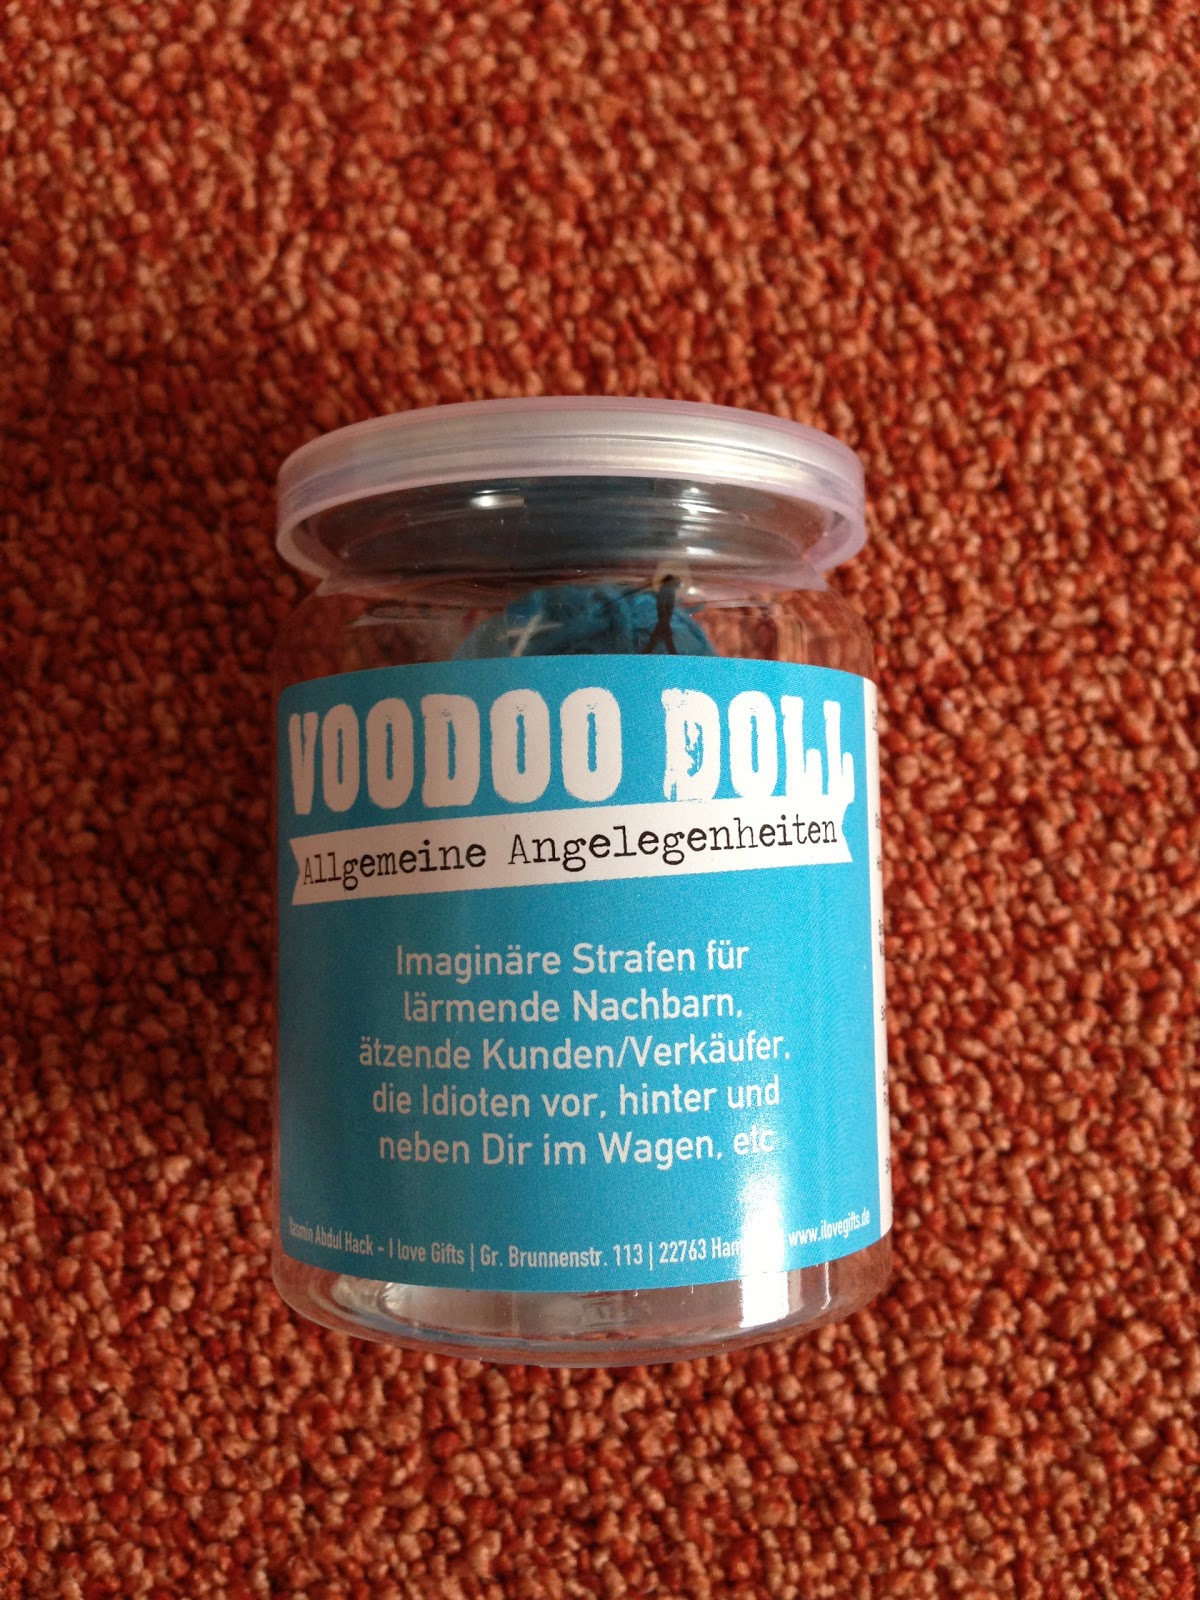 VOODOO DOLL
Allgemeine Angelegenheiten
Imaginäre Strafen für
lärmende Nachbarn,
ätzende Kunden/Verkäufer,
die Idioten vor, hinter und
neben Dir im Wagen, etc
Yasmin Abdul Hack - I love Gifts | Gr. Brunnenstr. 113 | 22763 www.ilovegifts.de